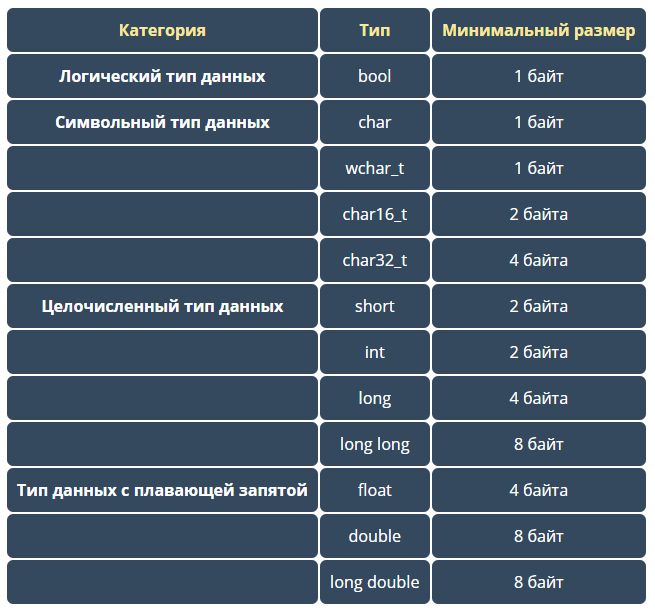 Категория Тип Минимальный размер
Логический тип данных bool 1 байт
Символьный тип данных char 1 байт
wchar_t 1 байт
char16_t 2 байта
char32_t 4 байта
Целочисленный тип данных short 2 байта
int 2 байта
long 4 байта
long long 8 байт
Тип данных с плавающей запятой float 4 байта
double 8 байт
long double 8 байт